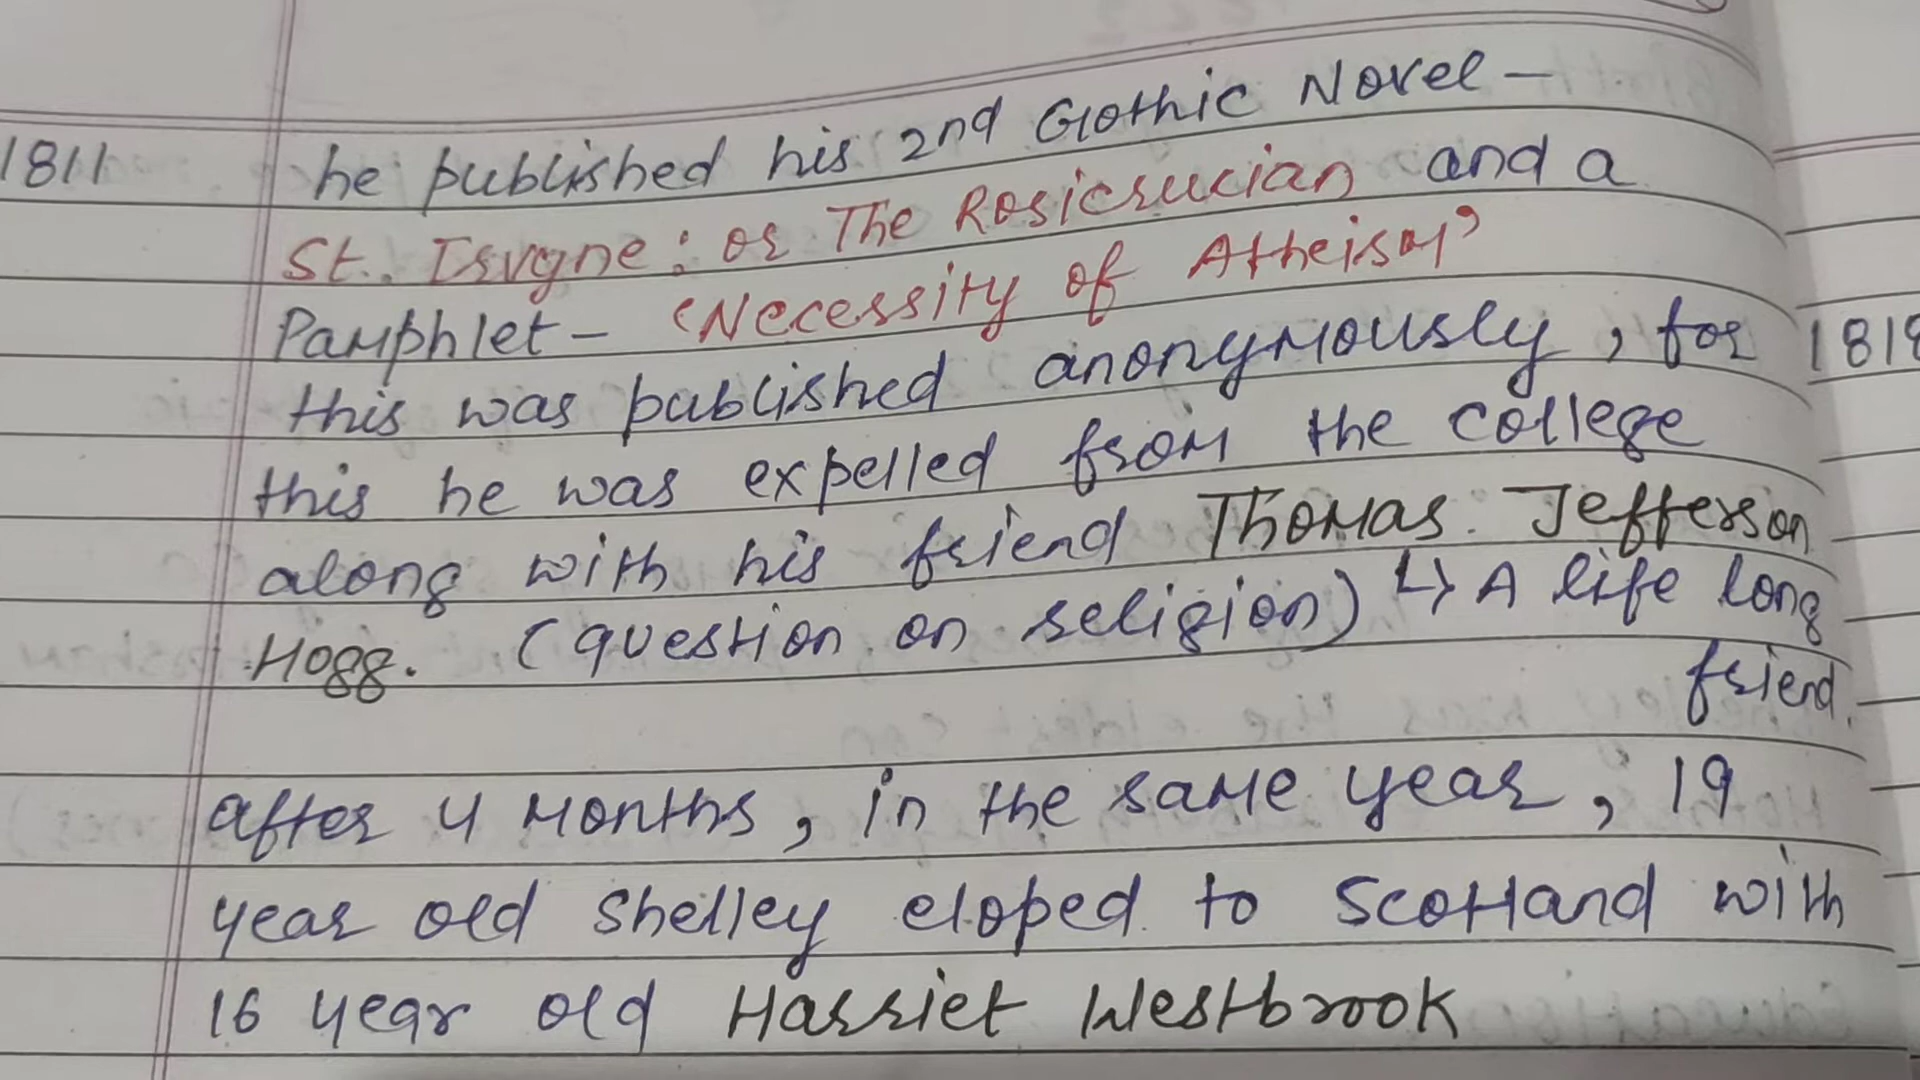 1811 he published his 2nd Gothic Novel –
St. Irvyne: or The Rosicrucian and a
Pamphlet – 'Necessity of Atheism'
this was published anonymously, for
this he was expelled from the college
along with his friend Thomas Jefferson
Hogg. (question on religion) ↳ A life long
friend.
after 4 months, in the same year, 19
year old Shelley eloped to Scotland with
16 year old Harriet Westbrook